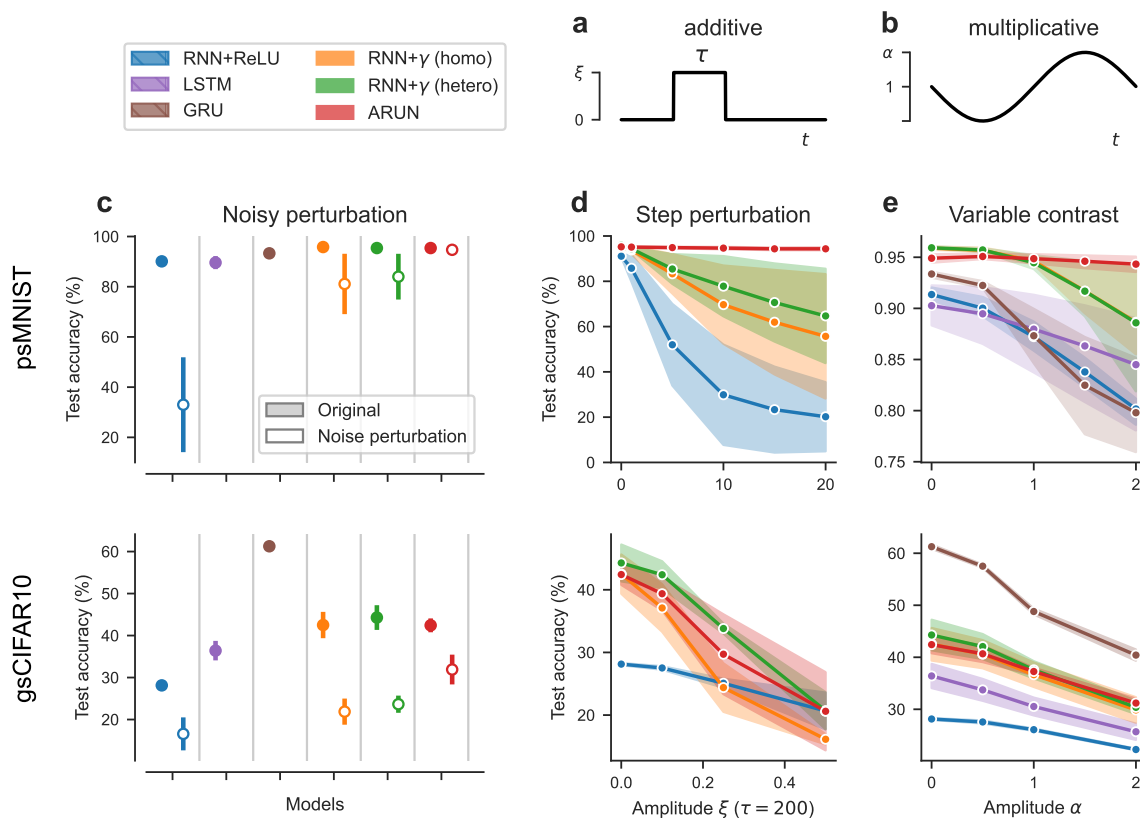 a
additive
b
multiplicative
RNN+ReLU
LSTM
GRU
RNN+γ (homo)
RNN+γ (hetero)
ARUN
τ
ξ
0
t
α
1
t
c
Noisy perturbation
d
Step perturbation
e
Variable contrast
psMNIST
Test accuracy (%)
100
80
60
40
20
Original
Noise perturbation
Test accuracy (%)
100
80
60
40
20
0
0
10
20
0.95
0.90
0.85
0.80
0.75
0
1
2
gsCIFAR10
Test accuracy (%)
60
50
40
30
20
Models
Test accuracy (%)
40
30
20
0.0
0.2
0.4
Amplitude ξ (τ = 200)
60
50
40
30
0
1
2
Amplitude α